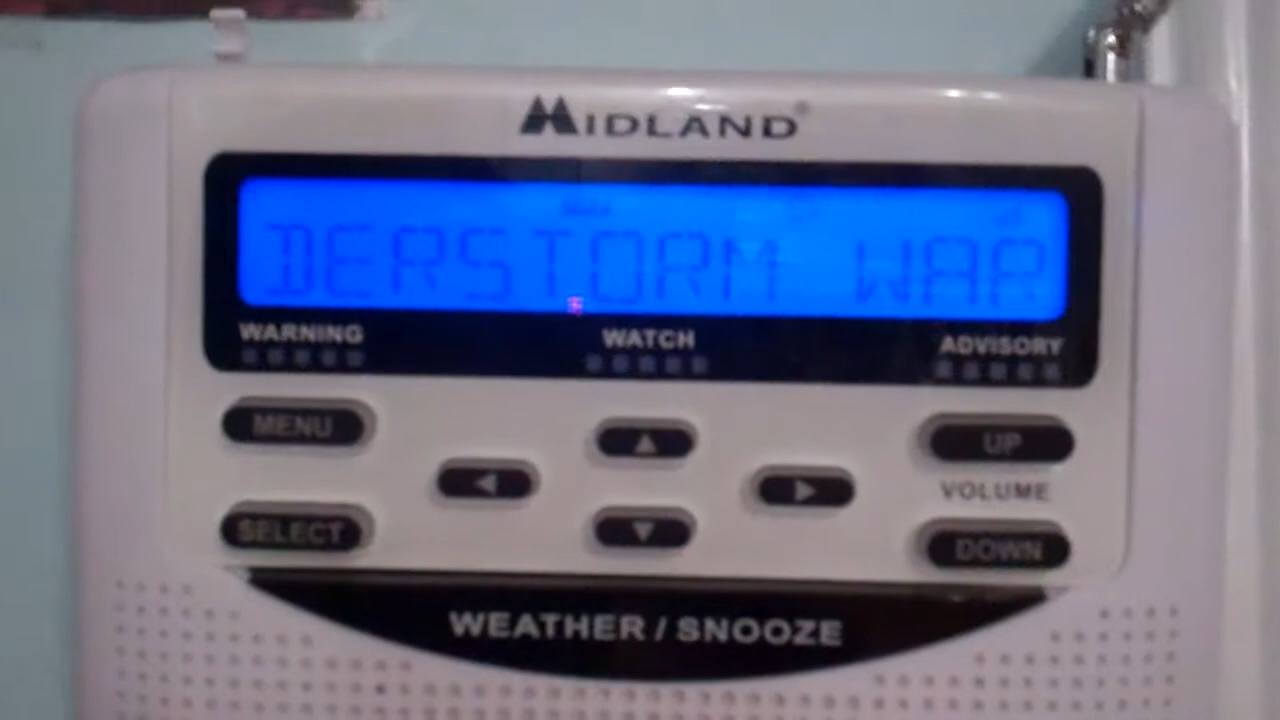 MIDLAND®
DERSTORM WAR
WARNING WATCH ADVISORY
MENU
UP
VOLUME
SELECT
DOWN
WEATHER / SNOOZE